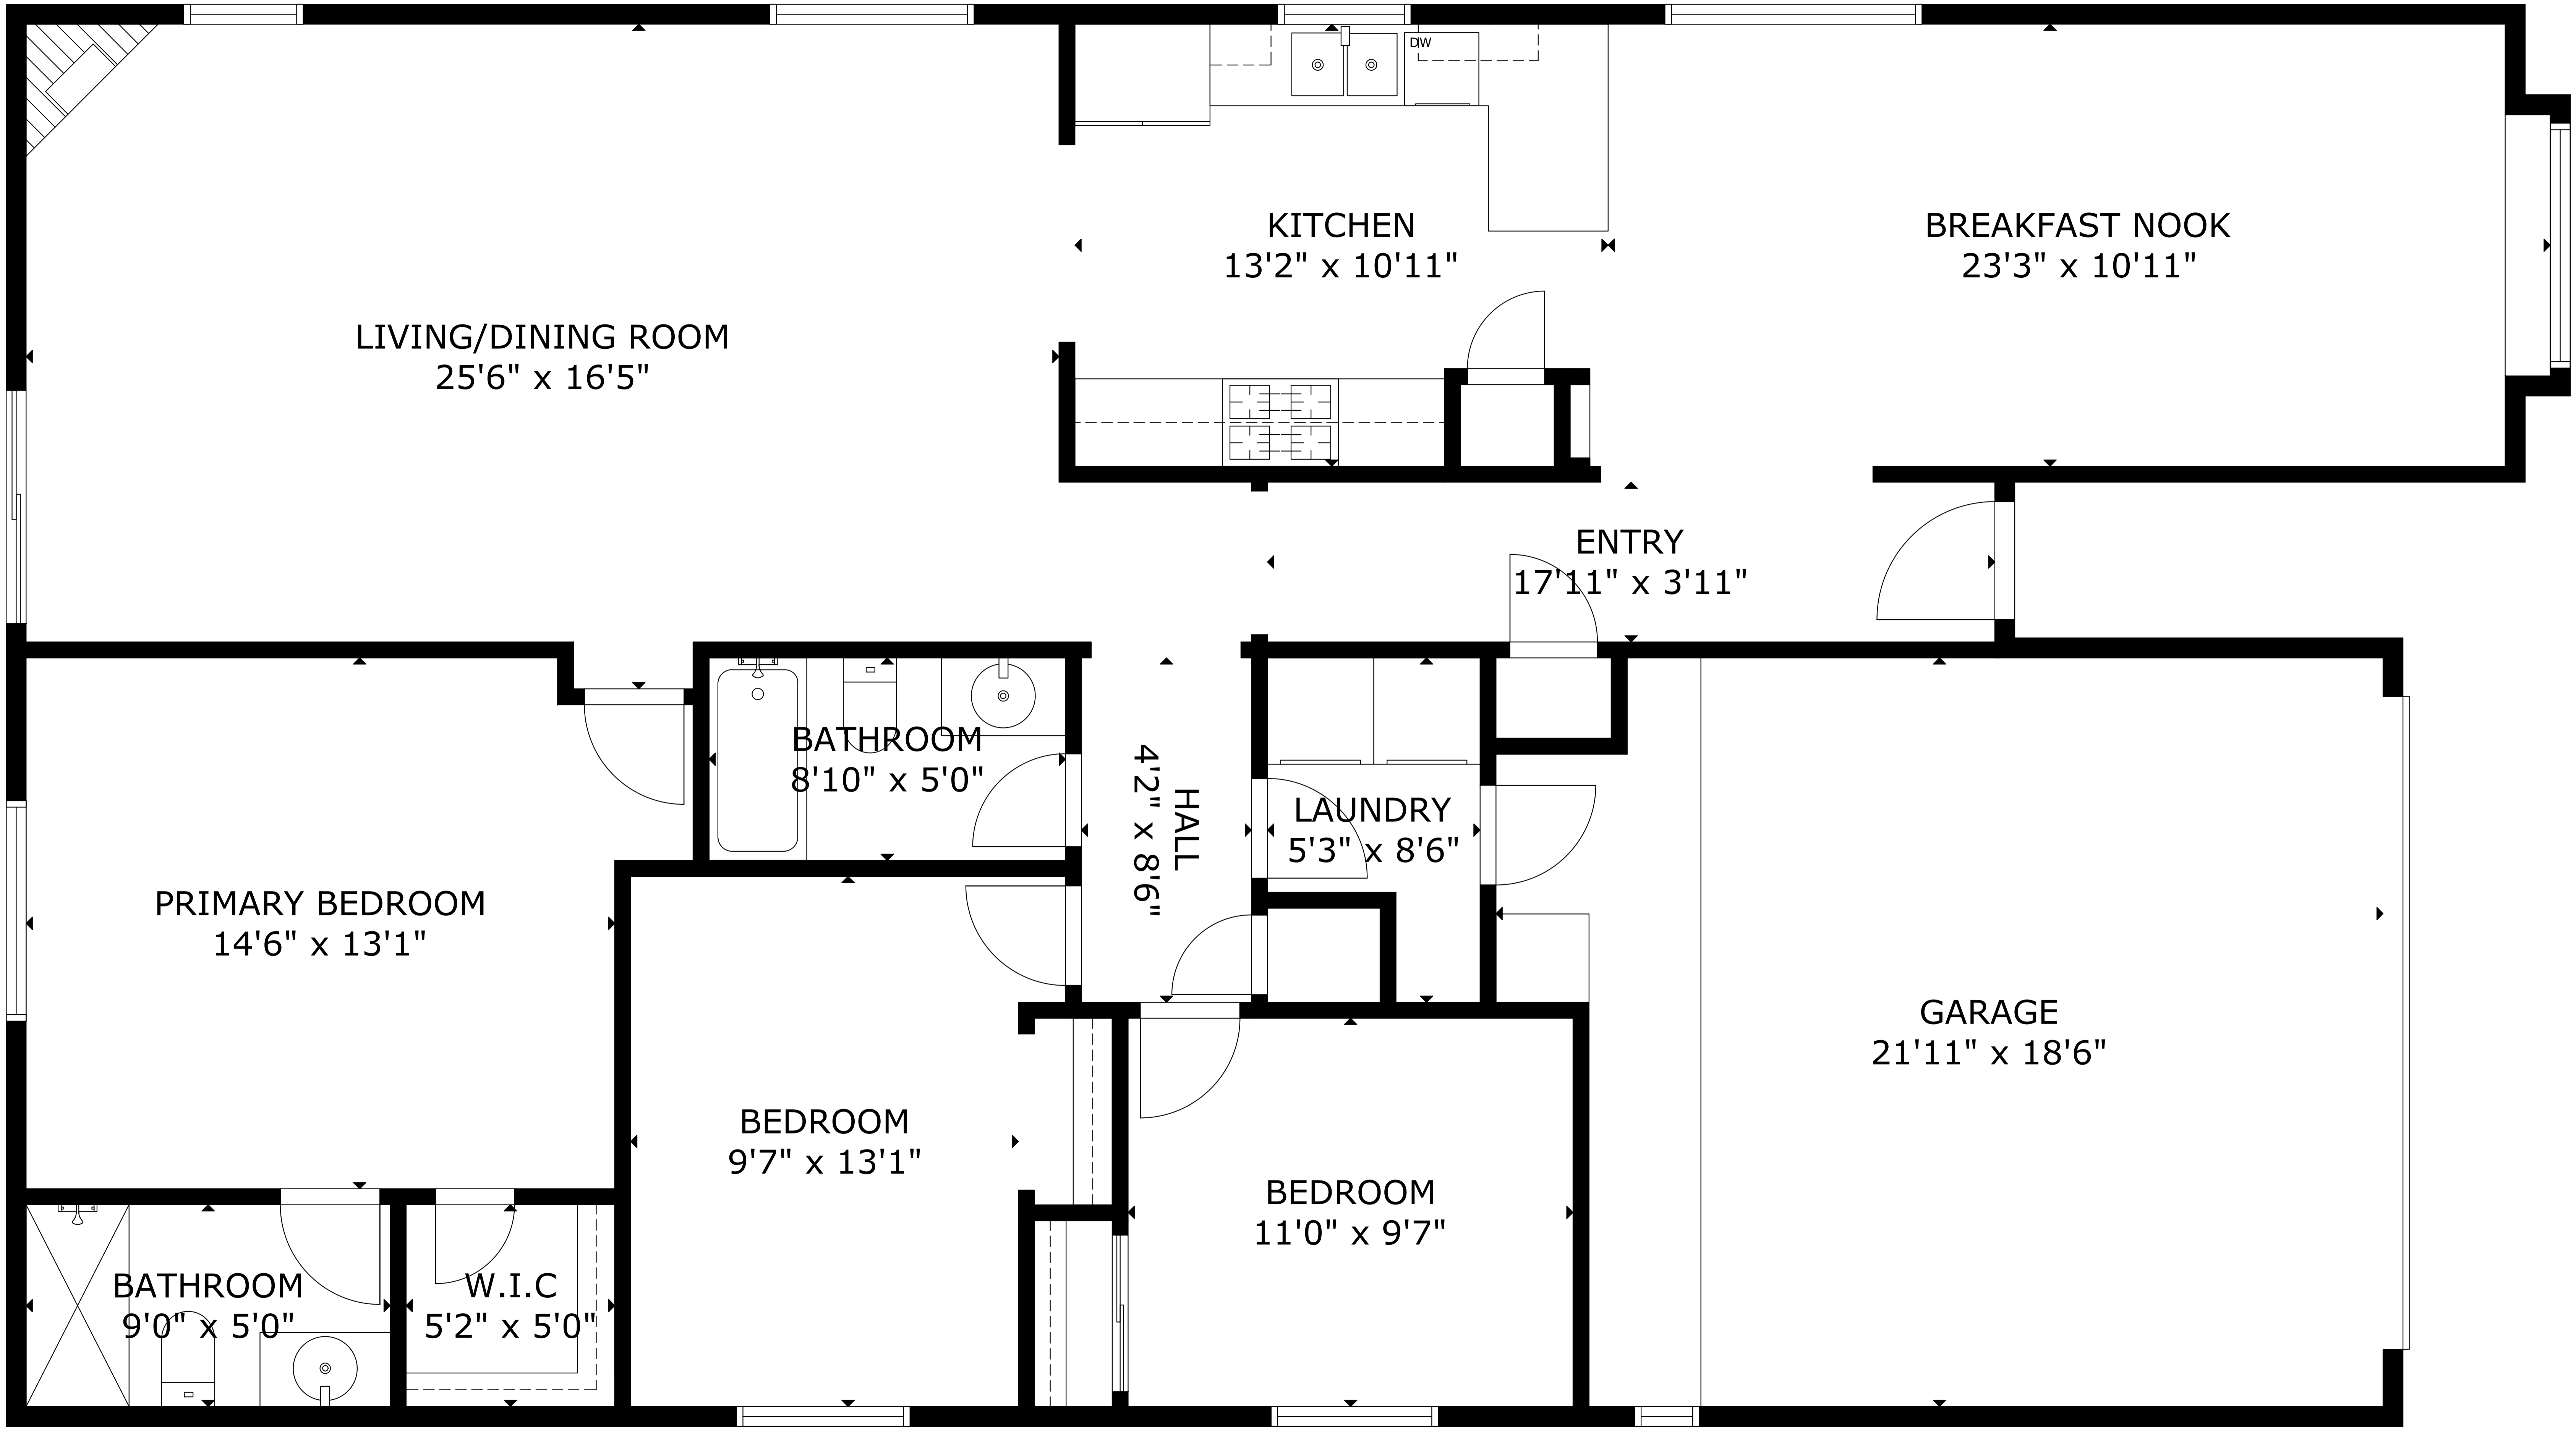 DW
KITCHEN
13'2" x 10'11"
BREAKFAST NOOK
23'3" x 10'11"
LIVING/DINING ROOM
25'6" x 16'5"
ENTRY
17'11" x 3'11"
BATHROOM
8'10" x 5'0"
HALL
4'2" x 8'6"
LAUNDRY
5'3" x 8'6"
PRIMARY BEDROOM
14'6" x 13'1"
GARAGE
21'11" x 18'6"
BEDROOM
9'7" x 13'1"
BEDROOM
11'0" x 9'7"
BATHROOM
9'0" x 5'0"
W.I.C
5'2" x 5'0"